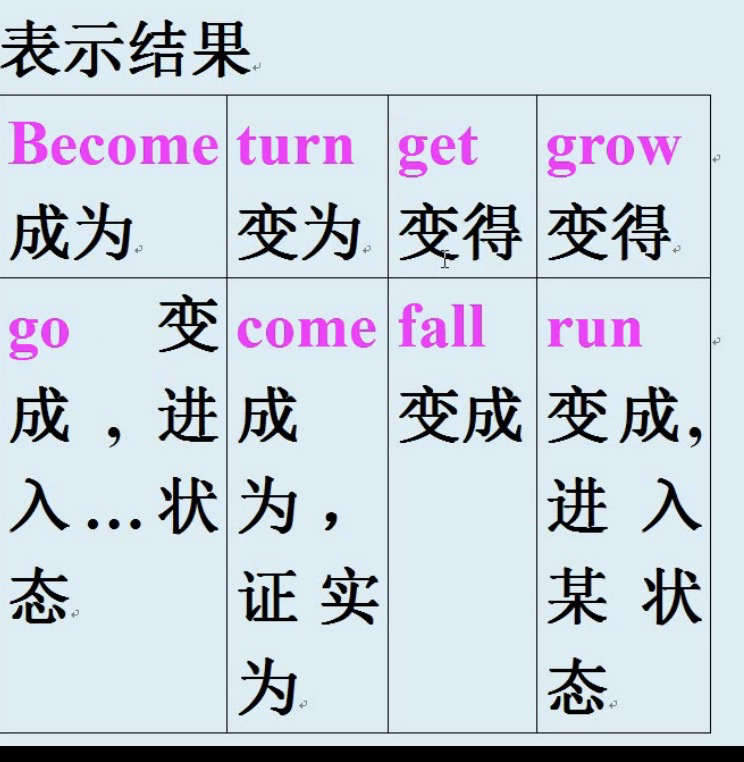 表示结果
Become
成为
turn
变为
get
变得
grow
变得
go 变
成，进
入…状
态
come
成
为，
证实
为
fall
变成
run
变成，
进入
某状
态